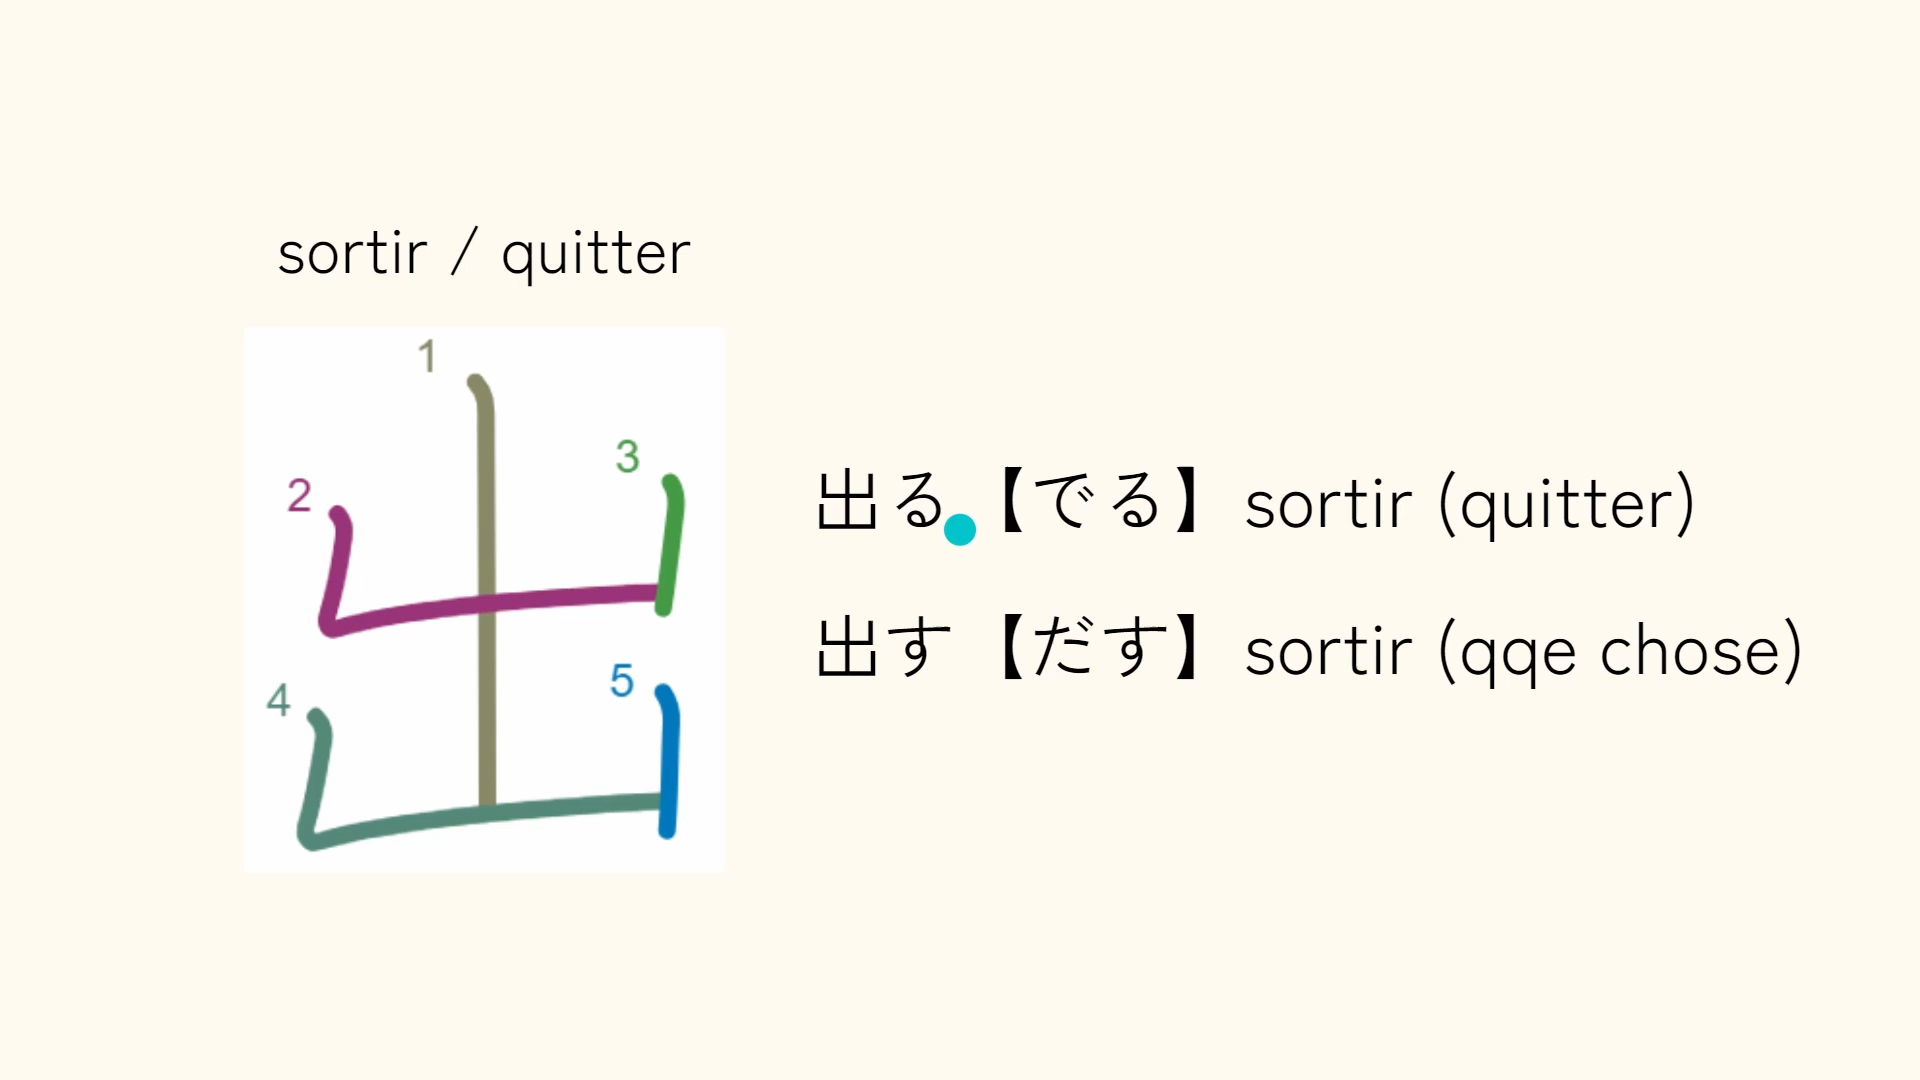 sortir / quitter
1
2
3
4
5
出る【でる】sortir (quitter)
出す【だす】sortir (qqe chose)